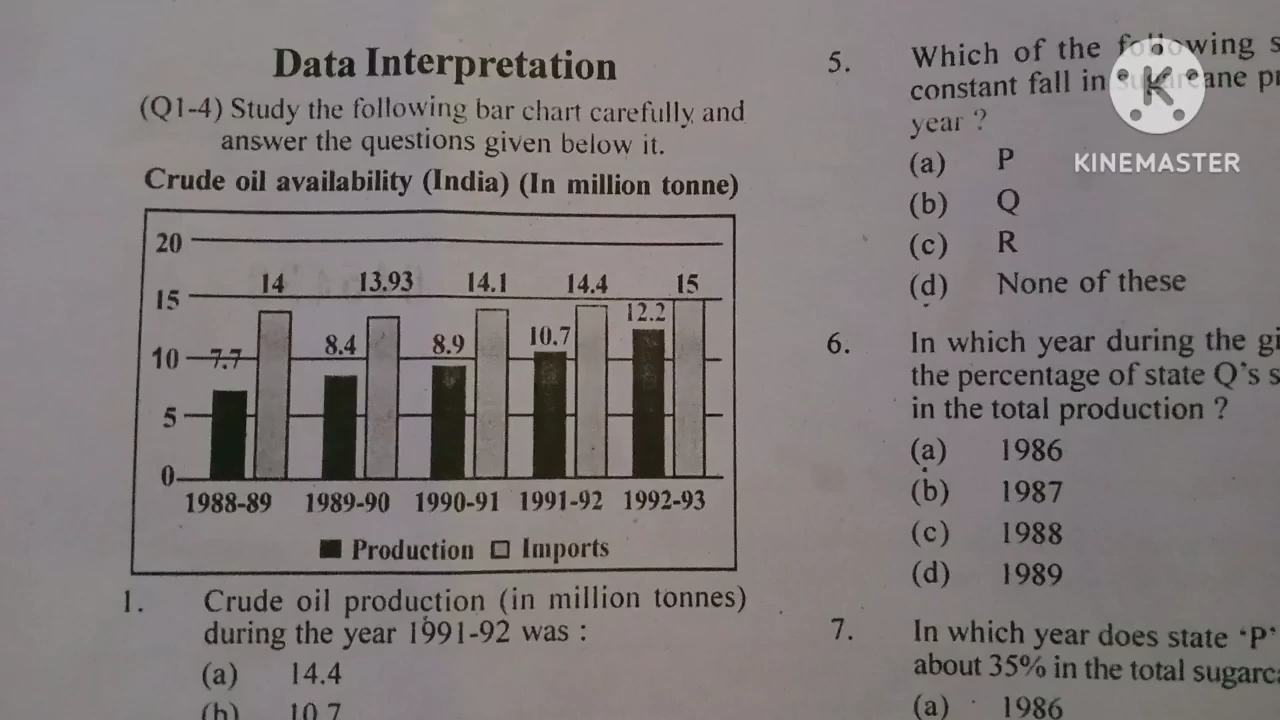 Data Interpretation
(Q1-4) Study the following bar chart carefully and
answer the questions given below it.
Crude oil availability (India) (In million tonne)
20
15
10
5
0
14
13.93
14.1
14.4
15
7.7
8.4
8.9
10.7
12.2
1988-89 1989-90 1990-91 1991-92 1992-93
Production Imports
1. Crude oil production (in million tonnes)
during the year 1991-92 was :
(a) 14.4
(b) 10.7
5. Which of the following
constant fall in
year ?
(a) P
(b) Q
(c) R
(d) None of these
6. In which year during the
the percentage of state Q's
in the total production ?
(a) 1986
(b) 1987
(c) 1988
(d) 1989
7. In which year does state 'P'
about 35% in the total
(a) 1986
K
KINEMASTER